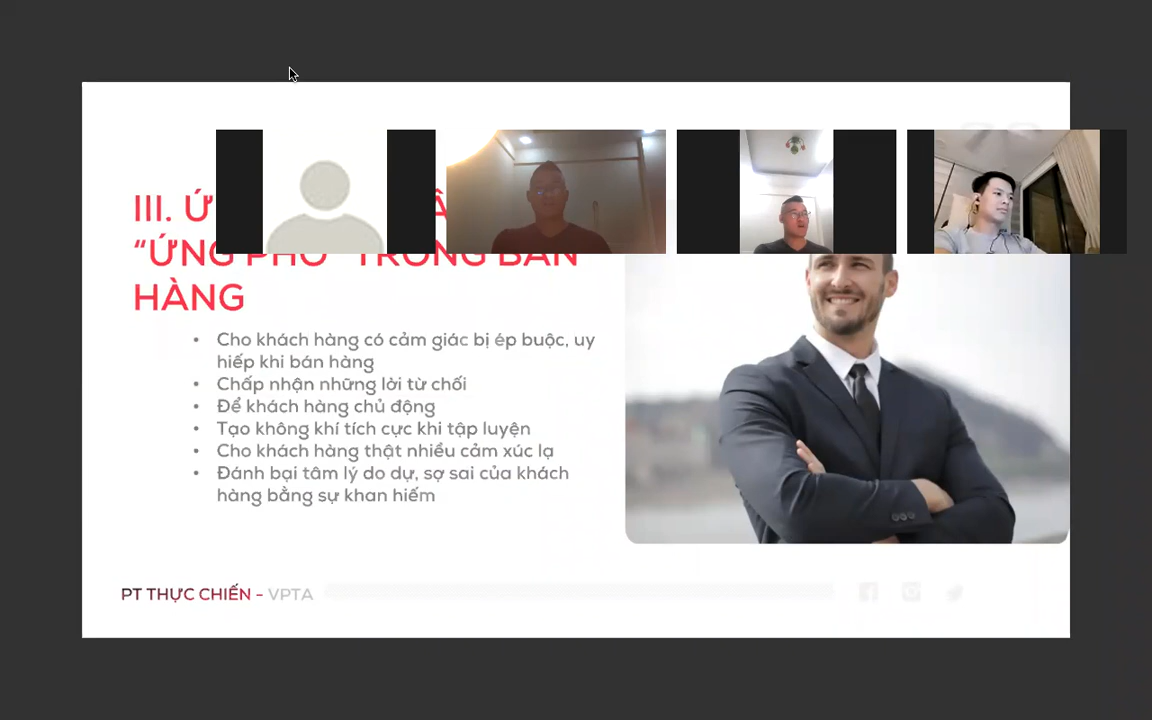 III.
“ỨNG PHÓ” TRONG BÁN
HÀNG
• Cho khách hàng có cảm giác bị ép buộc, uy
hiếp khi bán hàng
• Chấp nhận những lời từ chối
• Để khách hàng chủ động
• Tạo không khí tích cực khi tập luyện
• Cho khách hàng thật nhiều cảm xúc lạ
• Đánh bại tâm lý do dự, sợ sai của khách
hàng bằng sự khan hiếm
PT THỰC CHIẾN - VPTA